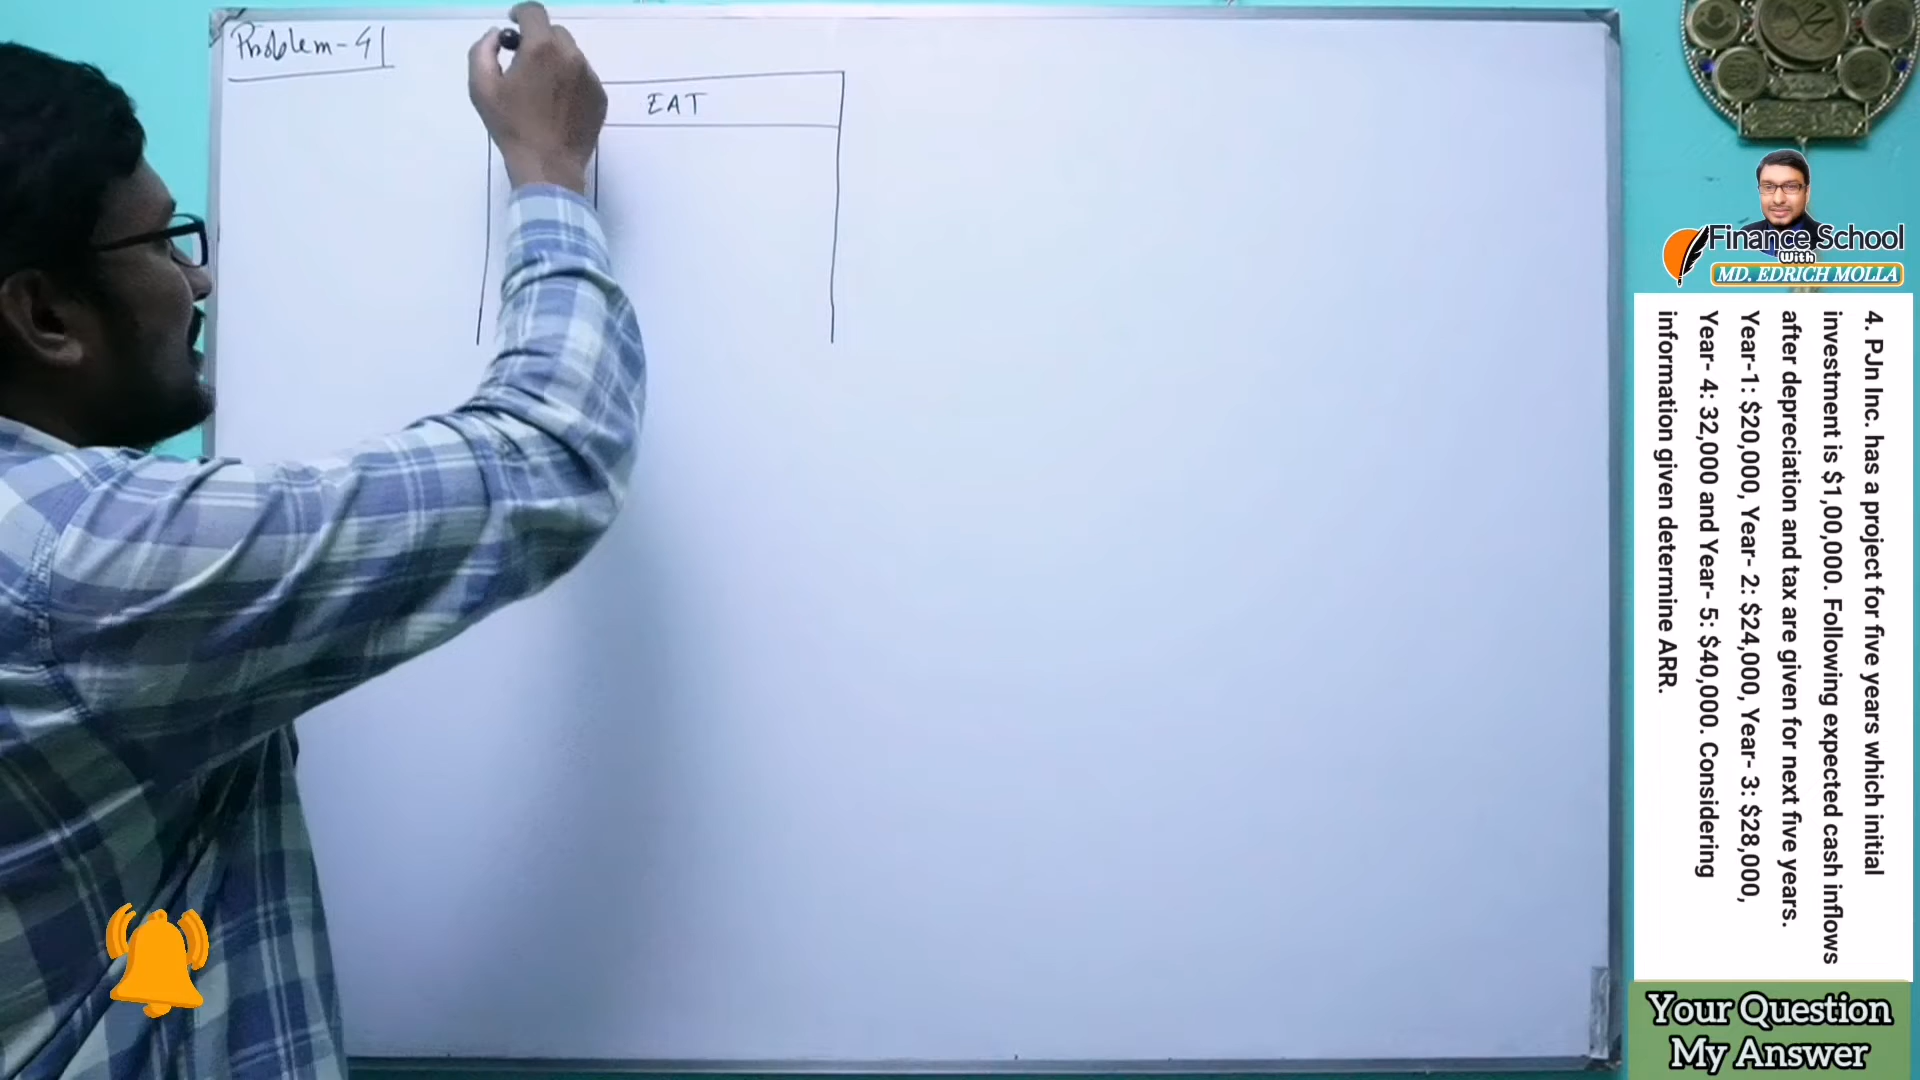 Problem-41
EAT
Finance School
With
MD. EDRICH MOLLA
4. PJn Inc. has a project for five years which initial
investment is $1,00,000. Following expected cash inflows
after depreciation and tax are given for next five years.
Year-1: $20,000, Year- 2: $24,000, Year- 3: $28,000,
Year- 4: 32,000 and Year- 5: $40,000. Considering
information given determine ARR.
Your Question
My Answer